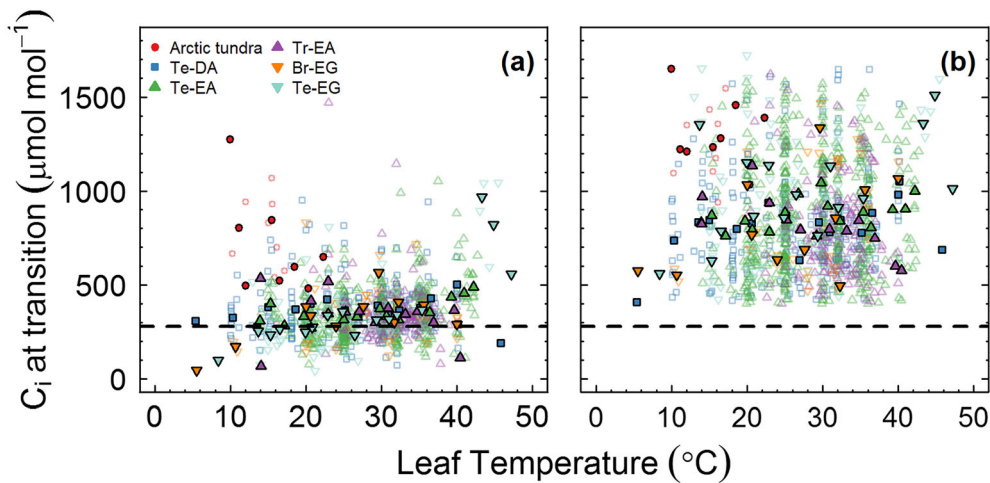 Arctic tundra
Te-DA
Te-EA
Tr-EA
Br-EG
Te-EG
(a)
(b)
1500
1000
500
0
0 10 20 30 40 50
0 10 20 30 40 50
C_i at transition (μmol mol⁻¹)
Leaf Temperature (°C)